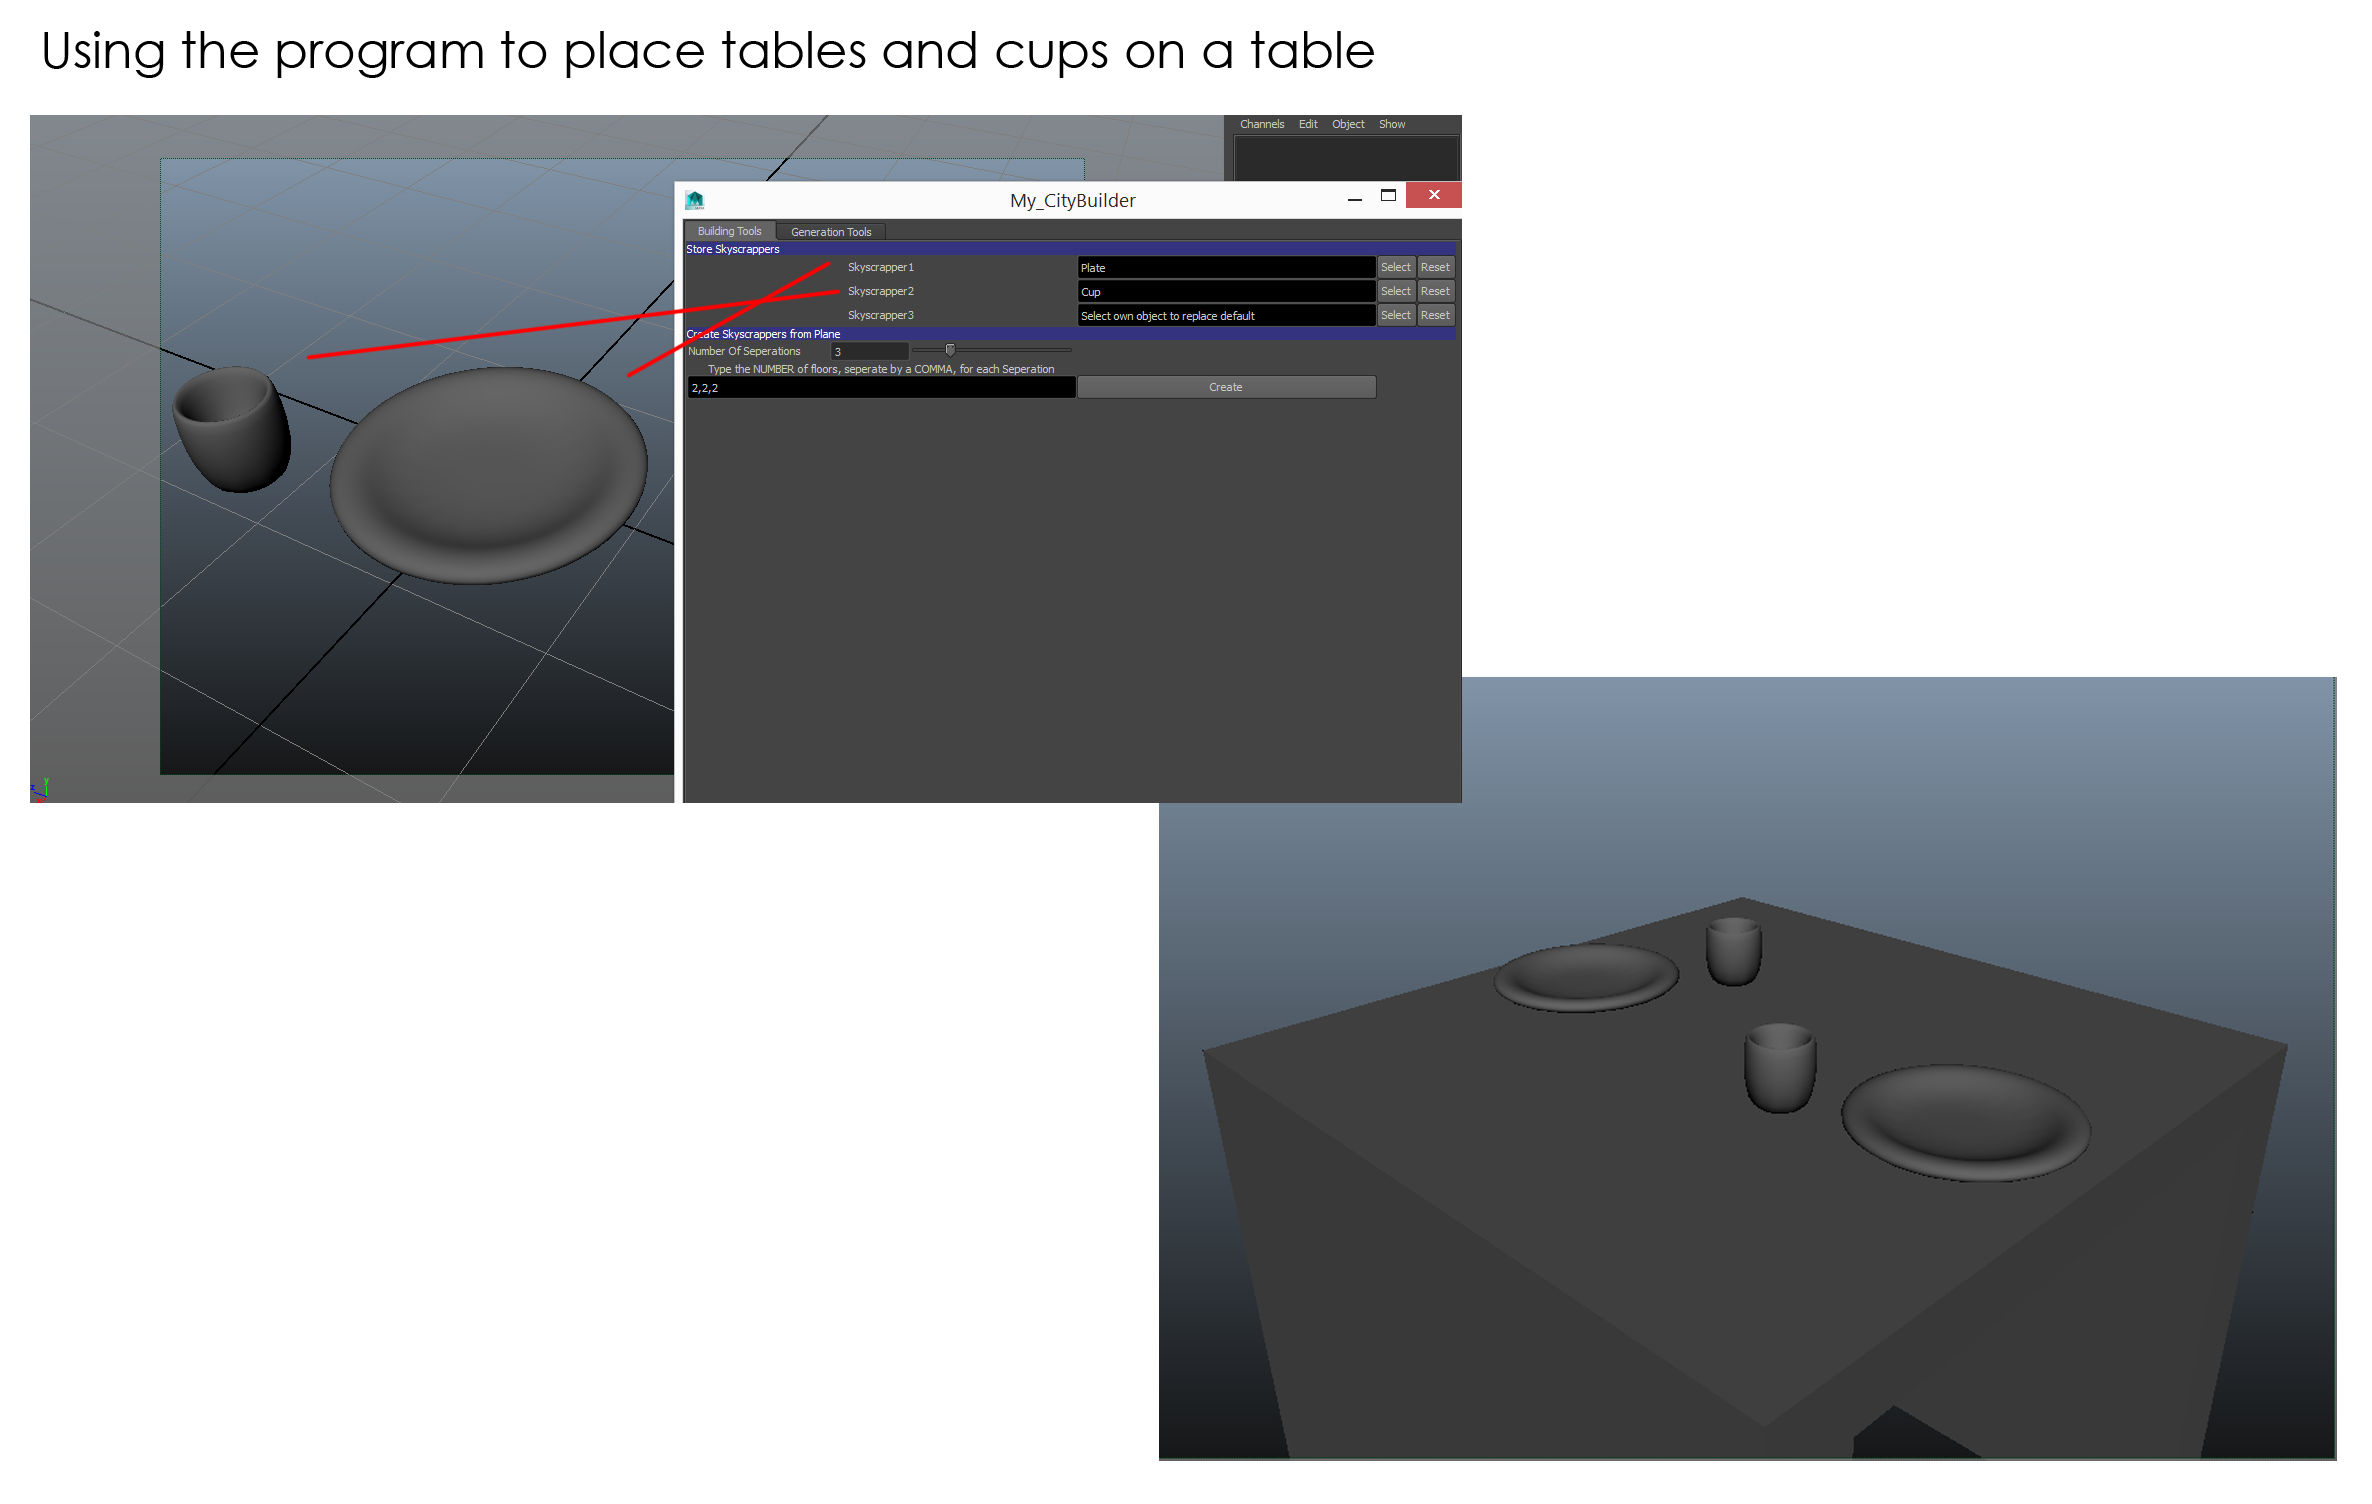 Using the program to place tables and cups on a table
Channels Edit Object Show
My_CityBuilder
Building Tools Generation Tools
Store Skyscrappers
Skyscrapper1 Plate Select Reset
Skyscrapper2 Cup Select Reset
Skyscrapper3 Select own object to replace default Select Reset
Create Skyscrappers from Plane
Number Of Seperations 3
Type the NUMBER of floors, seperate by a COMMA, for each Seperation
2,2,2 Create
y
z